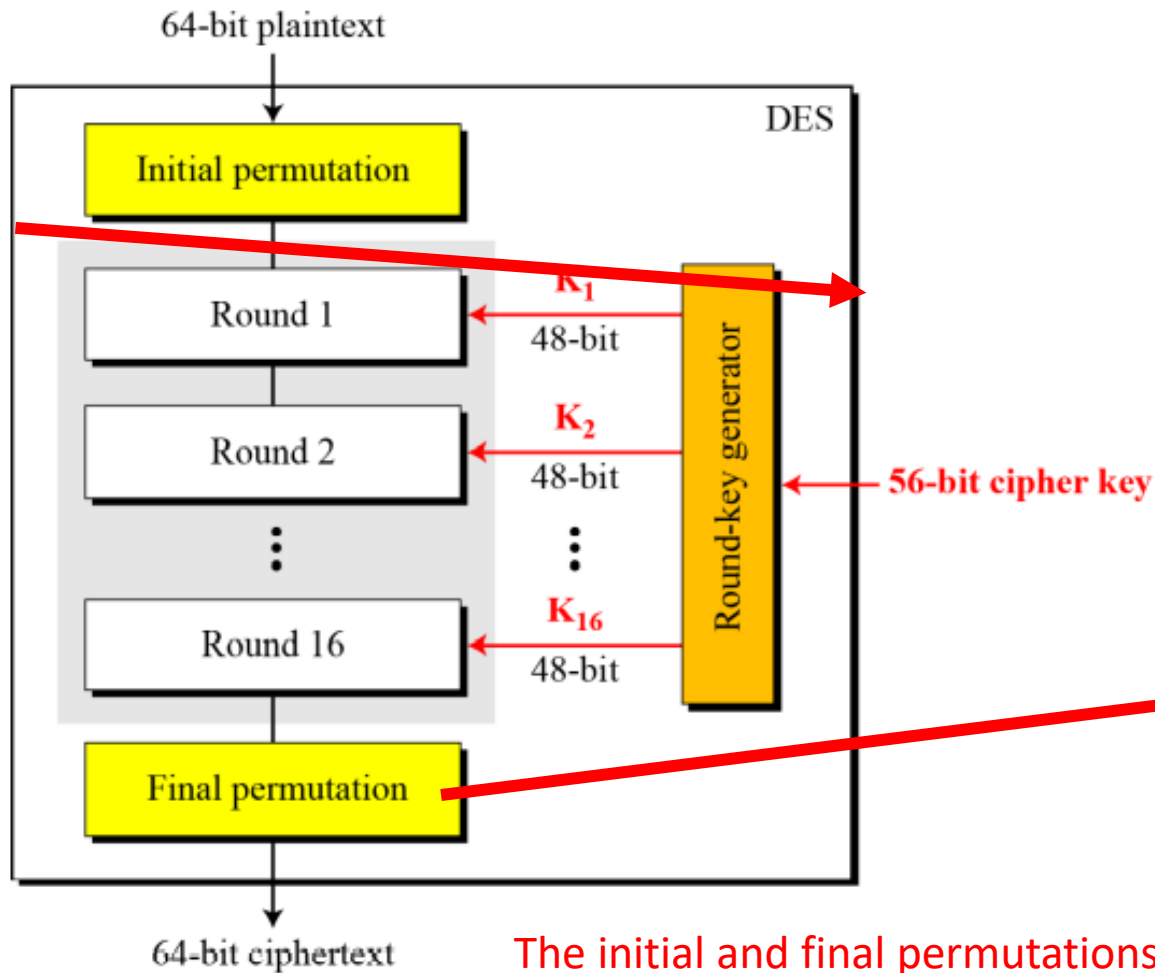 64-bit plaintext
DES
Initial permutation
Round 1
K₁
48-bit
Round 2
K₂
48-bit
Round-key generator
56-bit cipher key
Round 16
K₁₆
48-bit
Final permutation
64-bit ciphertext
The initial and final permutations